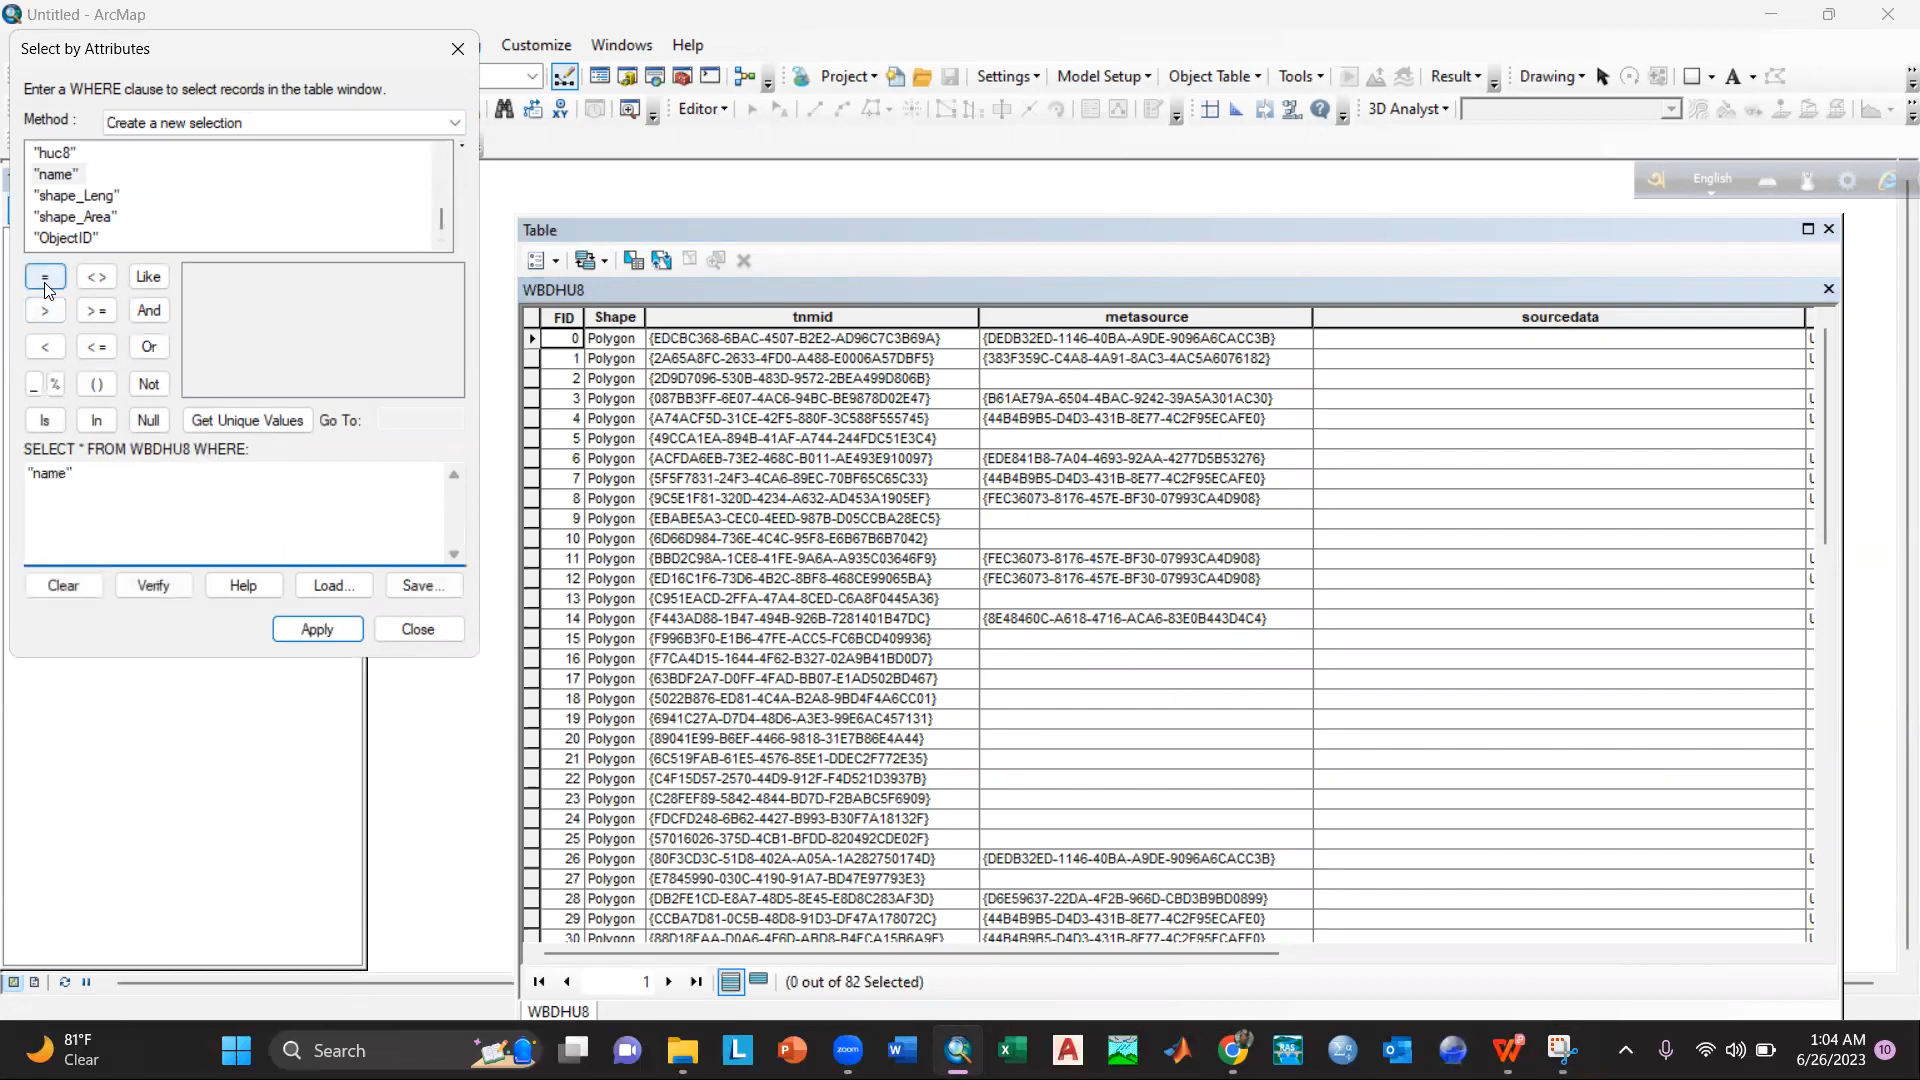 Untitled - ArcMap
Select by Attributes
Customize Windows Help
Project Settings Model Setup Object Table Tools Result Drawing
Editor 3D Analyst
English
Enter a WHERE clause to select records in the table window.
Method : Create a new selection
"huc8"
"name"
"shape_Leng"
"shape_Area"
"ObjectID"
= < > Like
> > = And
< < = Or
_ % ( ) Not
Is In Null Get Unique Values Go To:
SELECT * FROM WBDHU8 WHERE:
"name"
Clear Verify Help Load... Save...
Apply Close
Table
WBDHU8
FID Shape tnmid metasource sourcedata
0 Polygon {EDCBC368-6BAC-4507-B2E2-AD96C7C3B69A} {DEDB32ED-1146-40BA-A9DE-9096A6CACC3B}
1 Polygon {2A65A8FC-2633-4FD0-A488-E0006A57DBF5} {383F359C-C4A8-4A91-8AC3-4AC5A6076182}
2 Polygon {2D9D7096-530B-483D-9572-2BEA499D806B}
3 Polygon {087BB3FF-6E07-4AC6-94BC-BE9878D02E47} {B61AE79A-6504-4BAC-9242-39A5A301AC30}
4 Polygon {A74ACF5D-31CE-42F5-880F-3C588F555745} {44B4B9B5-D4D3-431B-8E77-4C2F95ECAFE0}
5 Polygon {49CCA1EA-894B-41AF-A744-244FDC51E3C4}
6 Polygon {ACFDA6EB-73E2-468C-B011-AE493E910097} {EDE841B8-7A04-4693-92AA-4277D5B53276}
7 Polygon {5F5F7831-24F3-4CA6-89EC-70BF65C65C33} {44B4B9B5-D4D3-431B-8E77-4C2F95ECAFE0}
8 Polygon {9C5E1F81-320D-4234-A632-AD453A1905EF} {FEC36073-8176-457E-BF30-07993CA4D908}
9 Polygon {EBABE5A3-CEC0-4EED-987B-D05CCBA28EC5}
10 Polygon {6D66D984-736E-4C4C-95F8-E6B67B6B7042}
11 Polygon {BBD2C98A-1CE8-41FE-9A6A-A935C03646F9} {FEC36073-8176-457E-BF30-07993CA4D908}
12 Polygon {ED16C1F6-73D6-4B2C-8BF8-468CE99065BA} {FEC36073-8176-457E-BF30-07993CA4D908}
13 Polygon {C951EACD-2FFA-47A4-8CED-C6A8F0445A36}
14 Polygon {F443AD88-1B47-494B-926B-7281401B47DC} {8E48460C-A618-4716-ACA6-83E0B443D4C4}
15 Polygon {F996B3F0-E1B6-47FE-ACC5-FC6BCD409936}
16 Polygon {F7CA4D15-1644-4F62-B327-02A9B41BD0D7}
17 Polygon {63BDF2A7-D0FF-4FAD-BB07-E1AD502BD467}
18 Polygon {5022B876-ED81-4C4A-B2A8-9BD4F4A6CC01}
19 Polygon {6941C27A-D7D4-48D6-A3E3-99E6AC457131}
20 Polygon {89041E99-B6EF-4466-9818-31E7B86E4A44}
21 Polygon {6C519FAB-61E5-4576-85E1-DDEC2F772E35}
22 Polygon {C4F15D57-2570-44D9-912F-F4D521D3937B}
23 Polygon {C28FEF89-5842-4844-BD7D-F2BABC5F6909}
24 Polygon {FDCFD248-6B62-4427-B993-B30F7A18132F}
25 Polygon {57016026-375D-4CB1-BFDD-820492CDE02F}
26 Polygon {80F3CD3C-51D8-402A-A05A-1A282750174D} {DEDB32ED-1146-40BA-A9DE-9096A6CACC3B}
27 Polygon {E7845990-030C-4190-91A7-BD47E97793E3}
28 Polygon {DB2FE1CD-E8A7-48D5-8E45-E8D8C283AF3D} {D6E59637-22DA-4F2B-966D-CBD3B9BD0899}
29 Polygon {CCBA7D81-0C5B-48D8-91D3-DF47A178072C} {44B4B9B5-D4D3-431B-8E77-4C2F95ECAFE0}
30 Polygon {88D18FAA-D0A6-4F6D-ABD8-B4FCA15B6A9F} {44B4B9B5-D4D3-431B-8E77-4C2F95ECAFE0}
1 (0 out of 82 Selected)
WBDHU8
81°F
Clear
Search
zoom
1:04 AM
6/26/2023
10